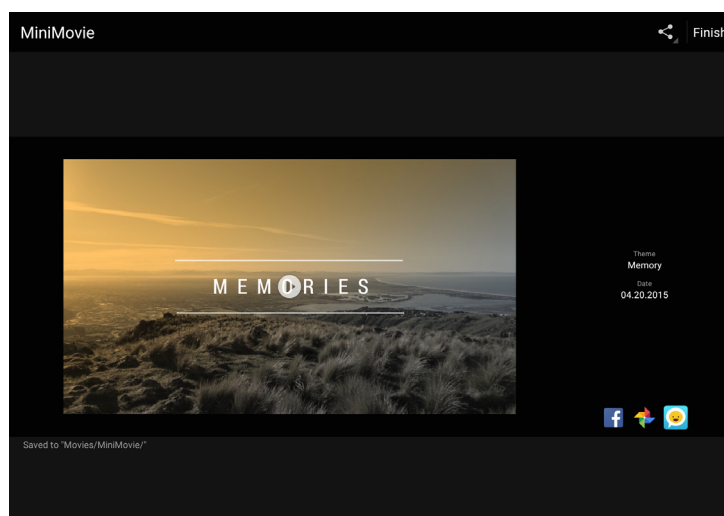 MiniMovie
Finish
MEMORIES
Theme
Memory
Date
04.20.2015
Saved to "Movies/MiniMovie/"